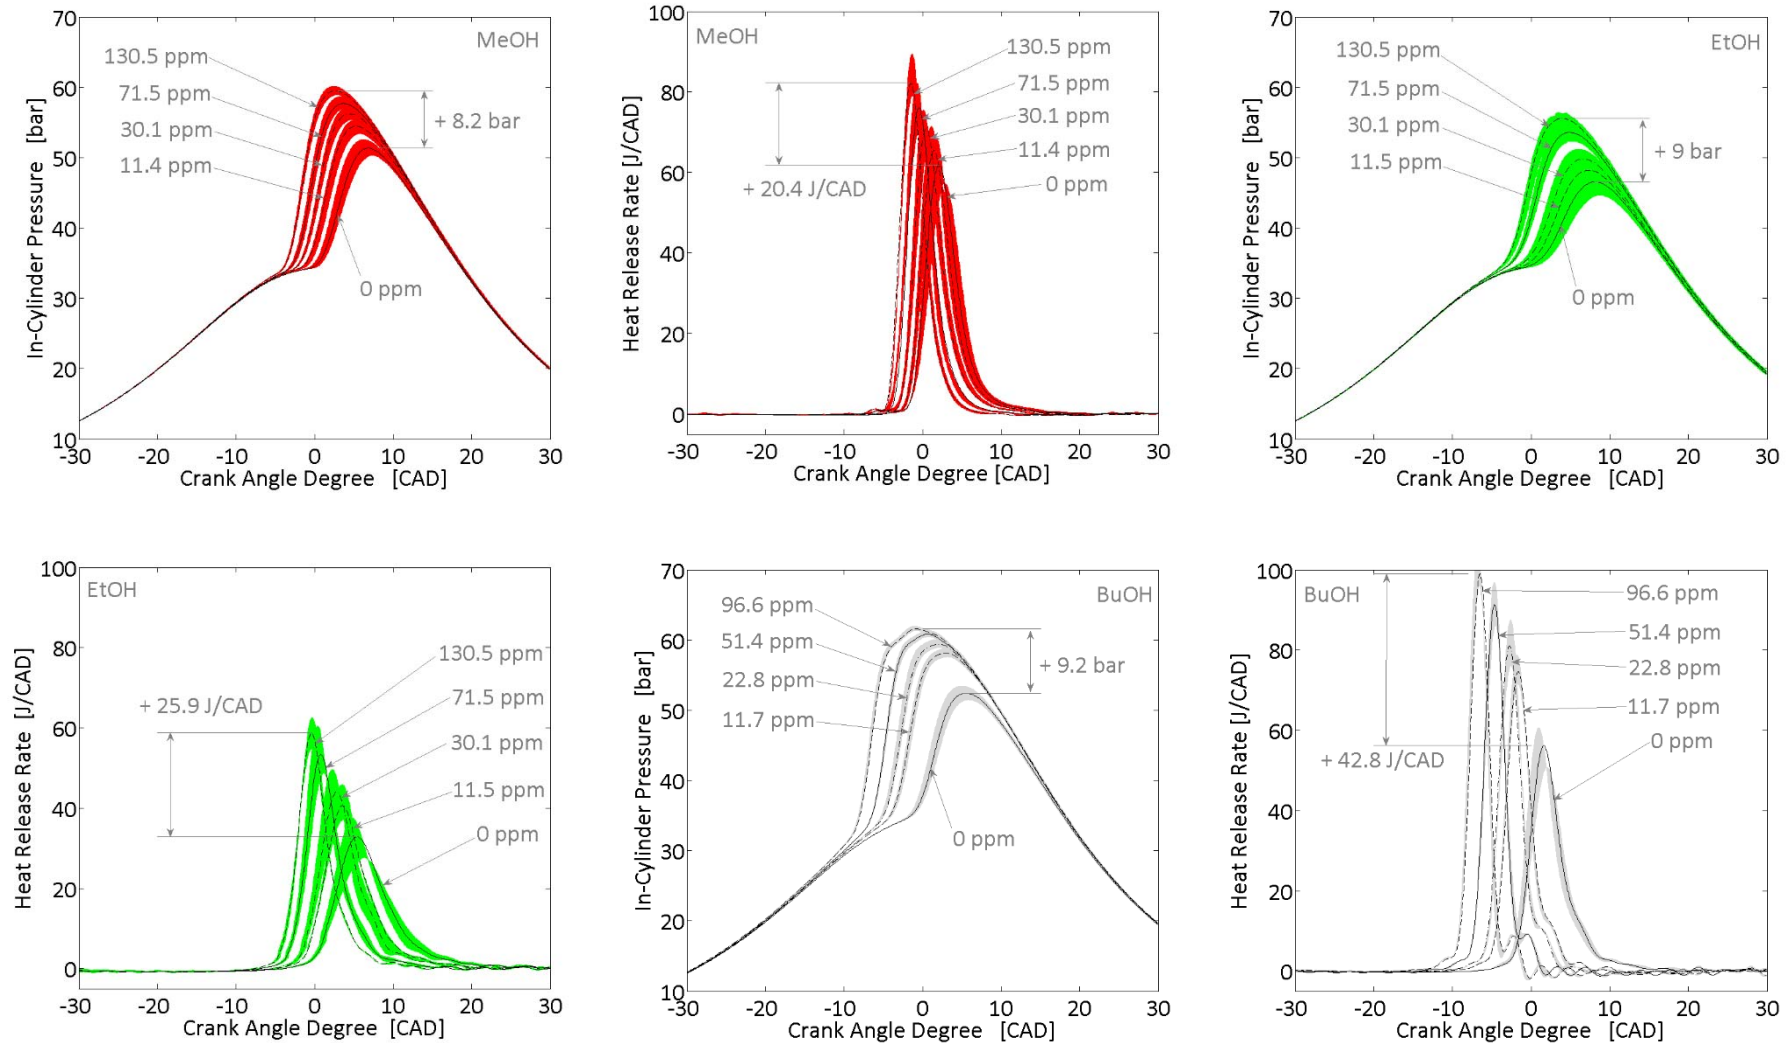 70
60
50
40
30
20
10
In-Cylinder Pressure [bar]
MeOH
130.5 ppm
71.5 ppm
30.1 ppm
11.4 ppm
0 ppm
+ 8.2 bar
-30 -20 -10 0 10 20 30
Crank Angle Degree [CAD]
100
80
60
40
20
0
Heat Release Rate [J/CAD]
MeOH
130.5 ppm
71.5 ppm
30.1 ppm
11.4 ppm
0 ppm
+ 20.4 J/CAD
-30 -20 -10 0 10 20 30
Crank Angle Degree [CAD]
70
60
50
40
30
20
10
In-Cylinder Pressure [bar]
EtOH
130.5 ppm
71.5 ppm
30.1 ppm
11.5 ppm
0 ppm
+ 9 bar
-30 -20 -10 0 10 20 30
Crank Angle Degree [CAD]
100
80
60
40
20
0
Heat Release Rate [J/CAD]
EtOH
130.5 ppm
71.5 ppm
30.1 ppm
11.5 ppm
0 ppm
+ 25.9 J/CAD
-30 -20 -10 0 10 20 30
Crank Angle Degree [CAD]
70
60
50
40
30
20
10
In-Cylinder Pressure [bar]
BuOH
96.6 ppm
51.4 ppm
22.8 ppm
11.7 ppm
0 ppm
+ 9.2 bar
-30 -20 -10 0 10 20 30
Crank Angle Degree [CAD]
100
80
60
40
20
0
Heat Release Rate [J/CAD]
BuOH
96.6 ppm
51.4 ppm
22.8 ppm
11.7 ppm
0 ppm
+ 42.8 J/CAD
-30 -20 -10 0 10 20 30
Crank Angle Degree [CAD]